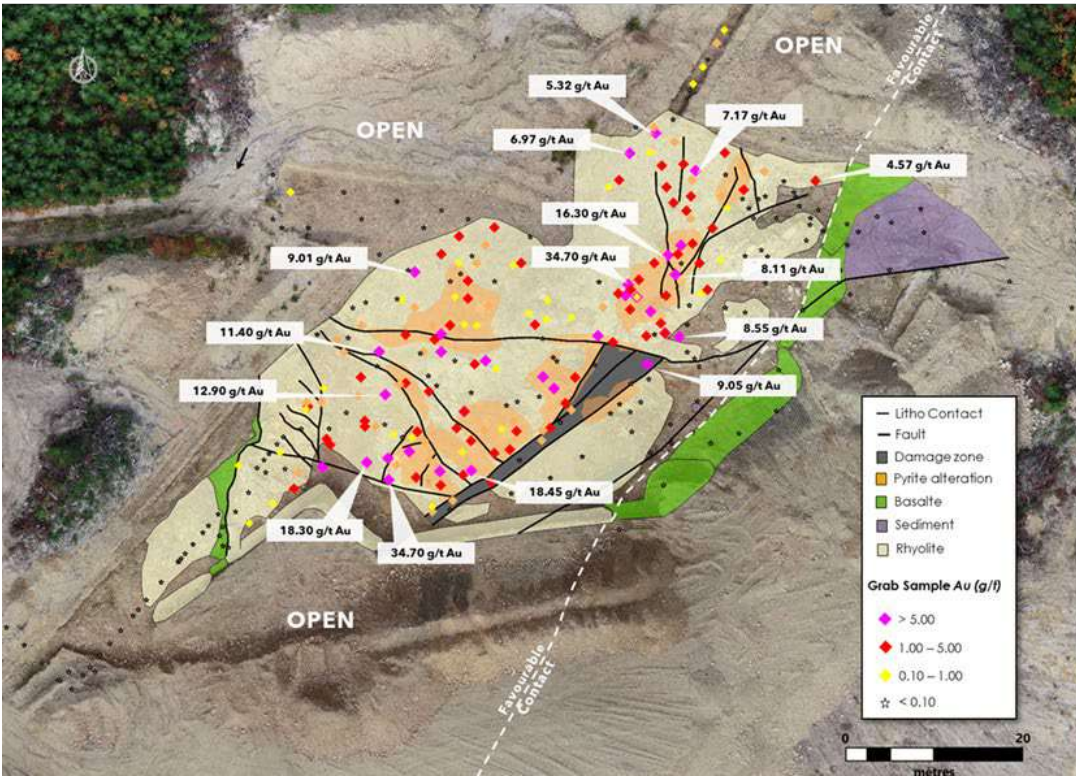 OPEN
Favourable
Contact
5.32 g/t Au
7.17 g/t Au
OPEN
6.97 g/t Au
4.57 g/t Au
16.30 g/t Au
9.01 g/t Au
34.70 g/t Au
8.11 g/t Au
11.40 g/t Au
8.55 g/t Au
12.90 g/t Au
9.05 g/t Au
18.45 g/t Au
18.30 g/t Au
34.70 g/t Au
OPEN
Favourable
Contact
Litho Contact
Fault
Damage zone
Pyrite alteration
Basalte
Sediment
Rhyolite
Grab Sample Au (g/t)
> 5.00
1.00 – 5.00
0.10 – 1.00
< 0.10
0 20
mètres